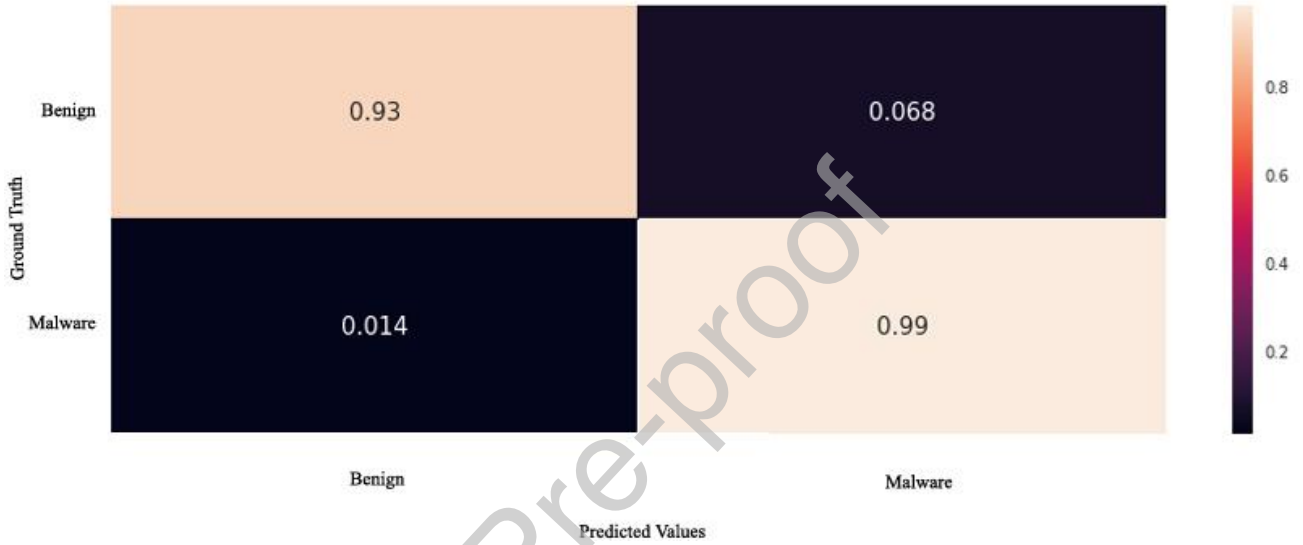 Benign
0.93
0.068
0.8
0.6
Ground Truth
0.4
Malware
0.014
0.99
0.2
Benign
Malware
Predicted Values
Pre-proof